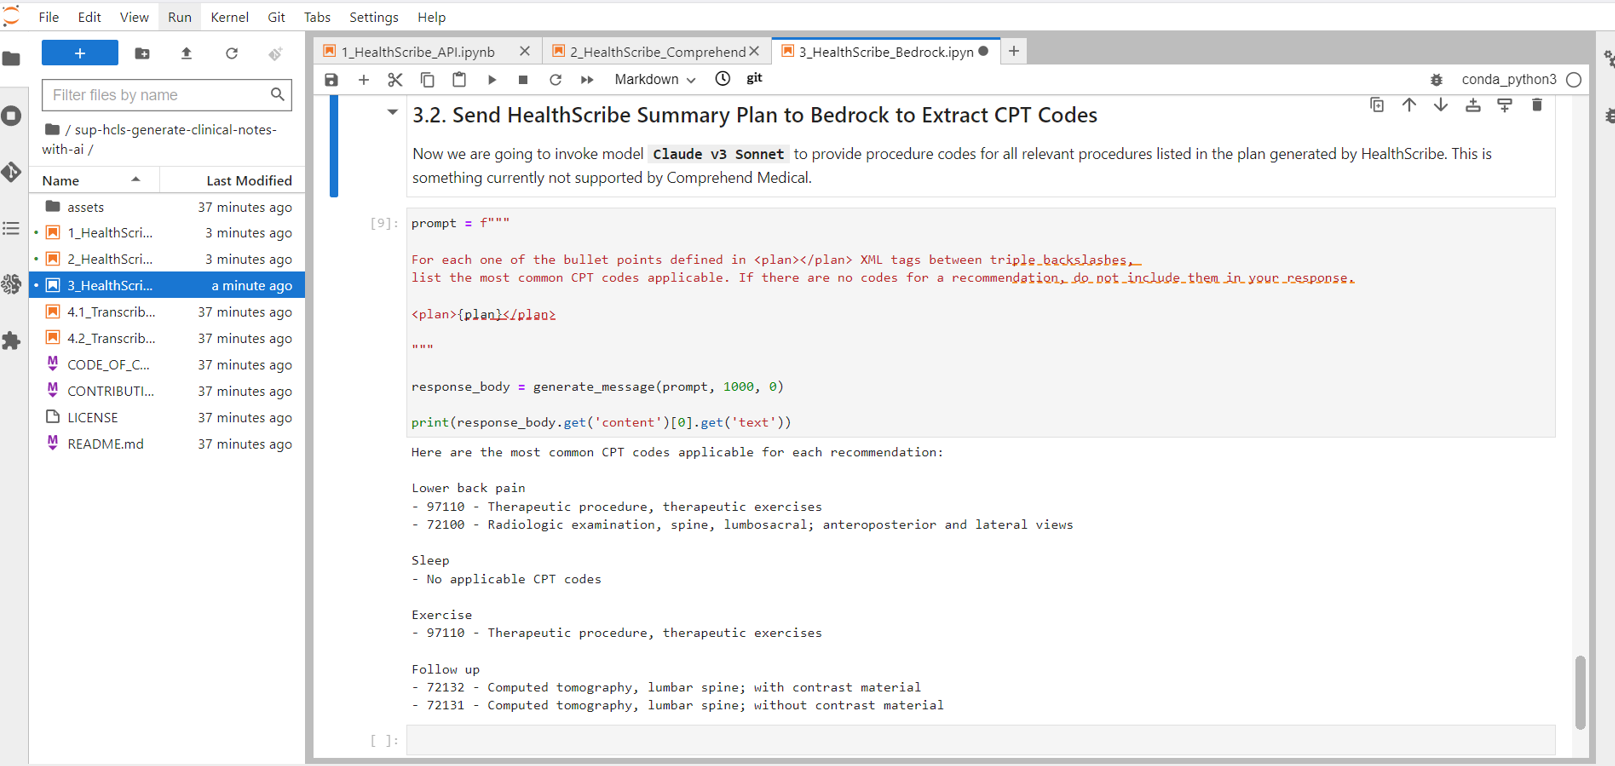 File Edit View Run Kernel Git Tabs Settings Help
+
Filter files by name
/ sup-hcls-generate-clinical-notes-
with-ai /
Name Last Modified
assets 37 minutes ago
1_HealthScri... 3 minutes ago
2_HealthScri... 3 minutes ago
3_HealthScri... a minute ago
4.1_Transcrib... 37 minutes ago
4.2_Transcrib... 37 minutes ago
CODE_OF_C... 37 minutes ago
CONTRIBUTI... 37 minutes ago
LICENSE 37 minutes ago
README.md 37 minutes ago
1_HealthScribe_API.ipynb 2_HealthScribe_Comprehend 3_HealthScribe_Bedrock.ipyn
Markdown git conda_python3
3.2. Send HealthScribe Summary Plan to Bedrock to Extract CPT Codes
Now we are going to invoke model Claude v3 Sonnet to provide procedure codes for all relevant procedures listed in the plan generated by HealthScribe. This is
something currently not supported by Comprehend Medical.
[9]: prompt = f"""
For each one of the bullet points defined in <plan></plan> XML tags between triple backslashes,
list the most common CPT codes applicable. If there are no codes for a recommendation, do not include them in your response.
<plan>{plan}</plan>
"""
response_body = generate_message(prompt, 1000, 0)
print(response_body.get('content')[0].get('text'))
Here are the most common CPT codes applicable for each recommendation:
Lower back pain
- 97110 - Therapeutic procedure, therapeutic exercises
- 72100 - Radiologic examination, spine, lumbosacral; anteroposterior and lateral views
Sleep
- No applicable CPT codes
Exercise
- 97110 - Therapeutic procedure, therapeutic exercises
Follow up
- 72132 - Computed tomography, lumbar spine; with contrast material
- 72131 - Computed tomography, lumbar spine; without contrast material
[ ]: